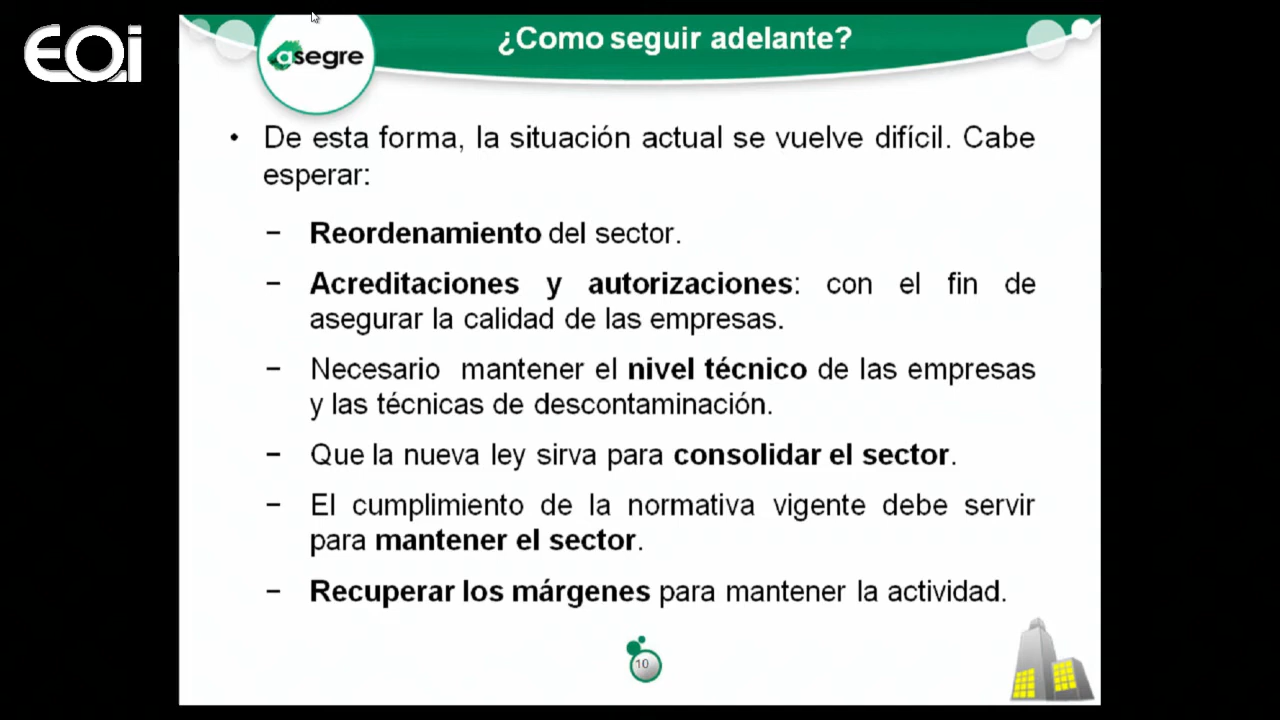 EOi
asegre
¿Como seguir adelante?
• De esta forma, la situación actual se vuelve difícil. Cabe
esperar:
− Reordenamiento del sector.
− Acreditaciones y autorizaciones: con el fin de
asegurar la calidad de las empresas.
− Necesario mantener el nivel técnico de las empresas
y las técnicas de descontaminación.
− Que la nueva ley sirva para consolidar el sector.
− El cumplimiento de la normativa vigente debe servir
para mantener el sector.
− Recuperar los márgenes para mantener la actividad.
10